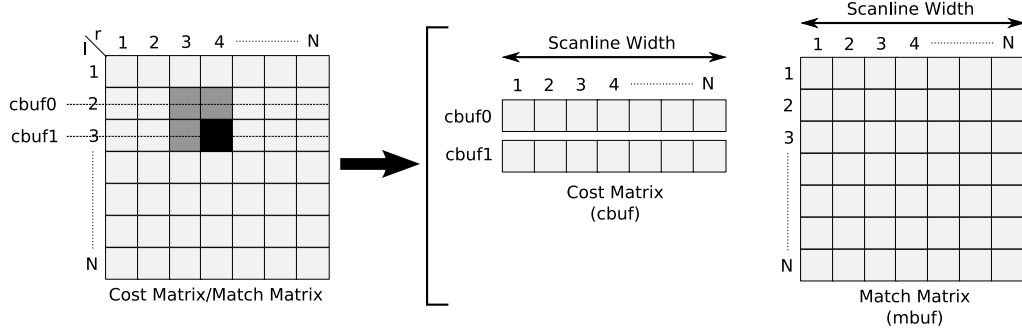 r
l
1 2 3 4 N
1
cbuf0 2
cbuf1 3
N
Cost Matrix/Match Matrix
Scanline Width
1 2 3 4 N
cbuf0
cbuf1
Cost Matrix
(cbuf)
Scanline Width
1 2 3 4 N
1
2
3
N
Match Matrix
(mbuf)